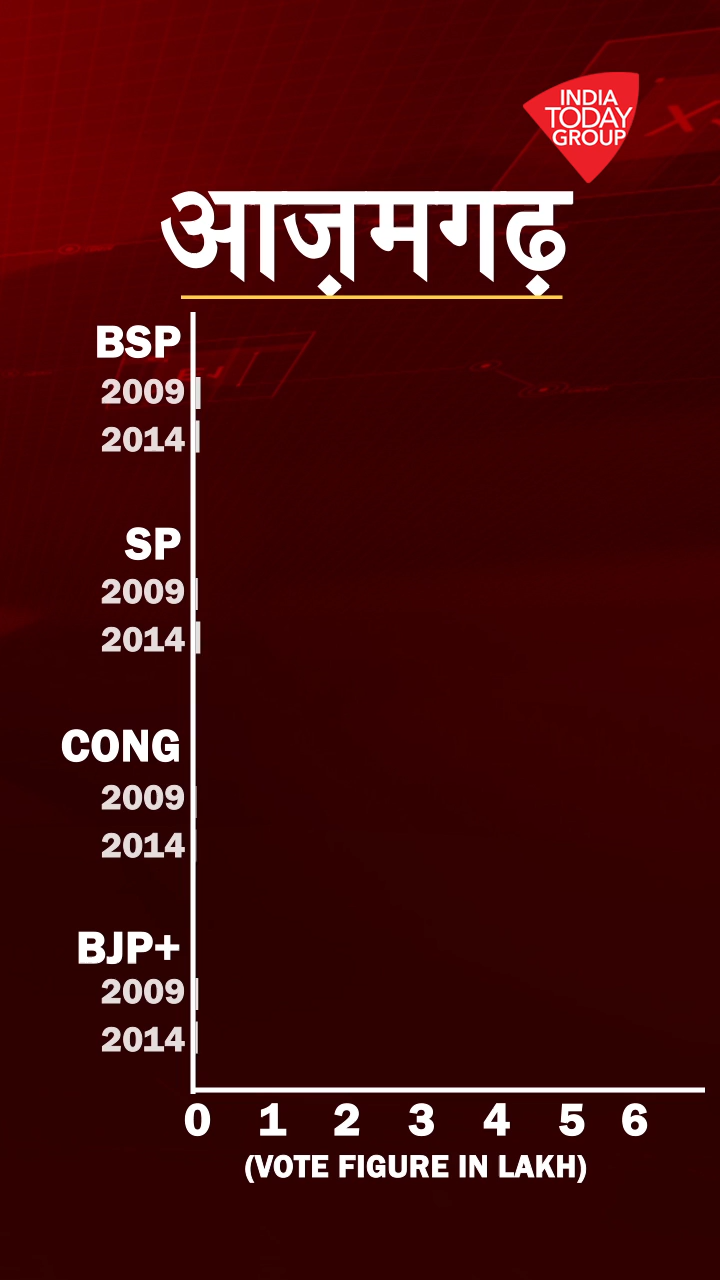 INDIA
TODAY
GROUP
आज़मगढ़
BSP
2009
2014
SP
2009
2014
CONG
2009
2014
BJP+
2009
2014
0 1 2 3 4 5 6
(VOTE FIGURE IN LAKH)